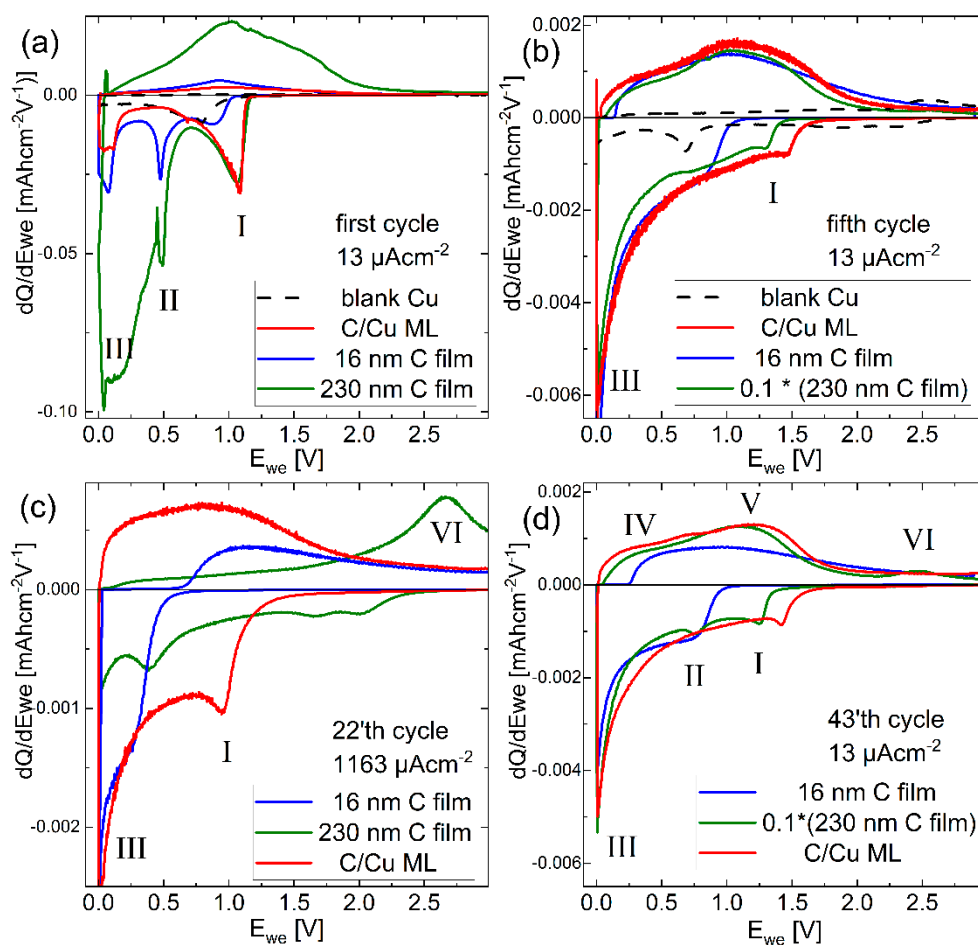 (a)
0.00
-0.05
-0.10
dQ/dEwe [mAhcm⁻²V⁻¹)]
I
II
III
first cycle
13 µAcm⁻²
blank Cu
C/Cu ML
16 nm C film
230 nm C film
0.0 0.5 1.0 1.5 2.0 2.5
E_we [V]
(b)
0.002
0.000
-0.002
-0.004
-0.006
dQ/dEwe [mAhcm⁻²V⁻¹]
I
fifth cycle
13 µAcm⁻²
III
blank Cu
C/Cu ML
16 nm C film
0.1 * (230 nm C film)
0.0 0.5 1.0 1.5 2.0 2.5
E_we [V]
(c)
0.000
-0.001
-0.002
dQ/dEwe [mAhcm⁻²V⁻¹]
VI
I
22'th cycle
1163 µAcm⁻²
III
16 nm C film
230 nm C film
C/Cu ML
0.0 0.5 1.0 1.5 2.0 2.5
E_we [V]
(d)
0.002
0.000
-0.002
-0.004
-0.006
dQ/dEwe [mAhcm⁻²V⁻¹]
IV
V
VI
II
I
43'th cycle
13 µAcm⁻²
III
16 nm C film
0.1*(230 nm C film)
C/Cu ML
0.0 0.5 1.0 1.5 2.0 2.5
E_we [V]